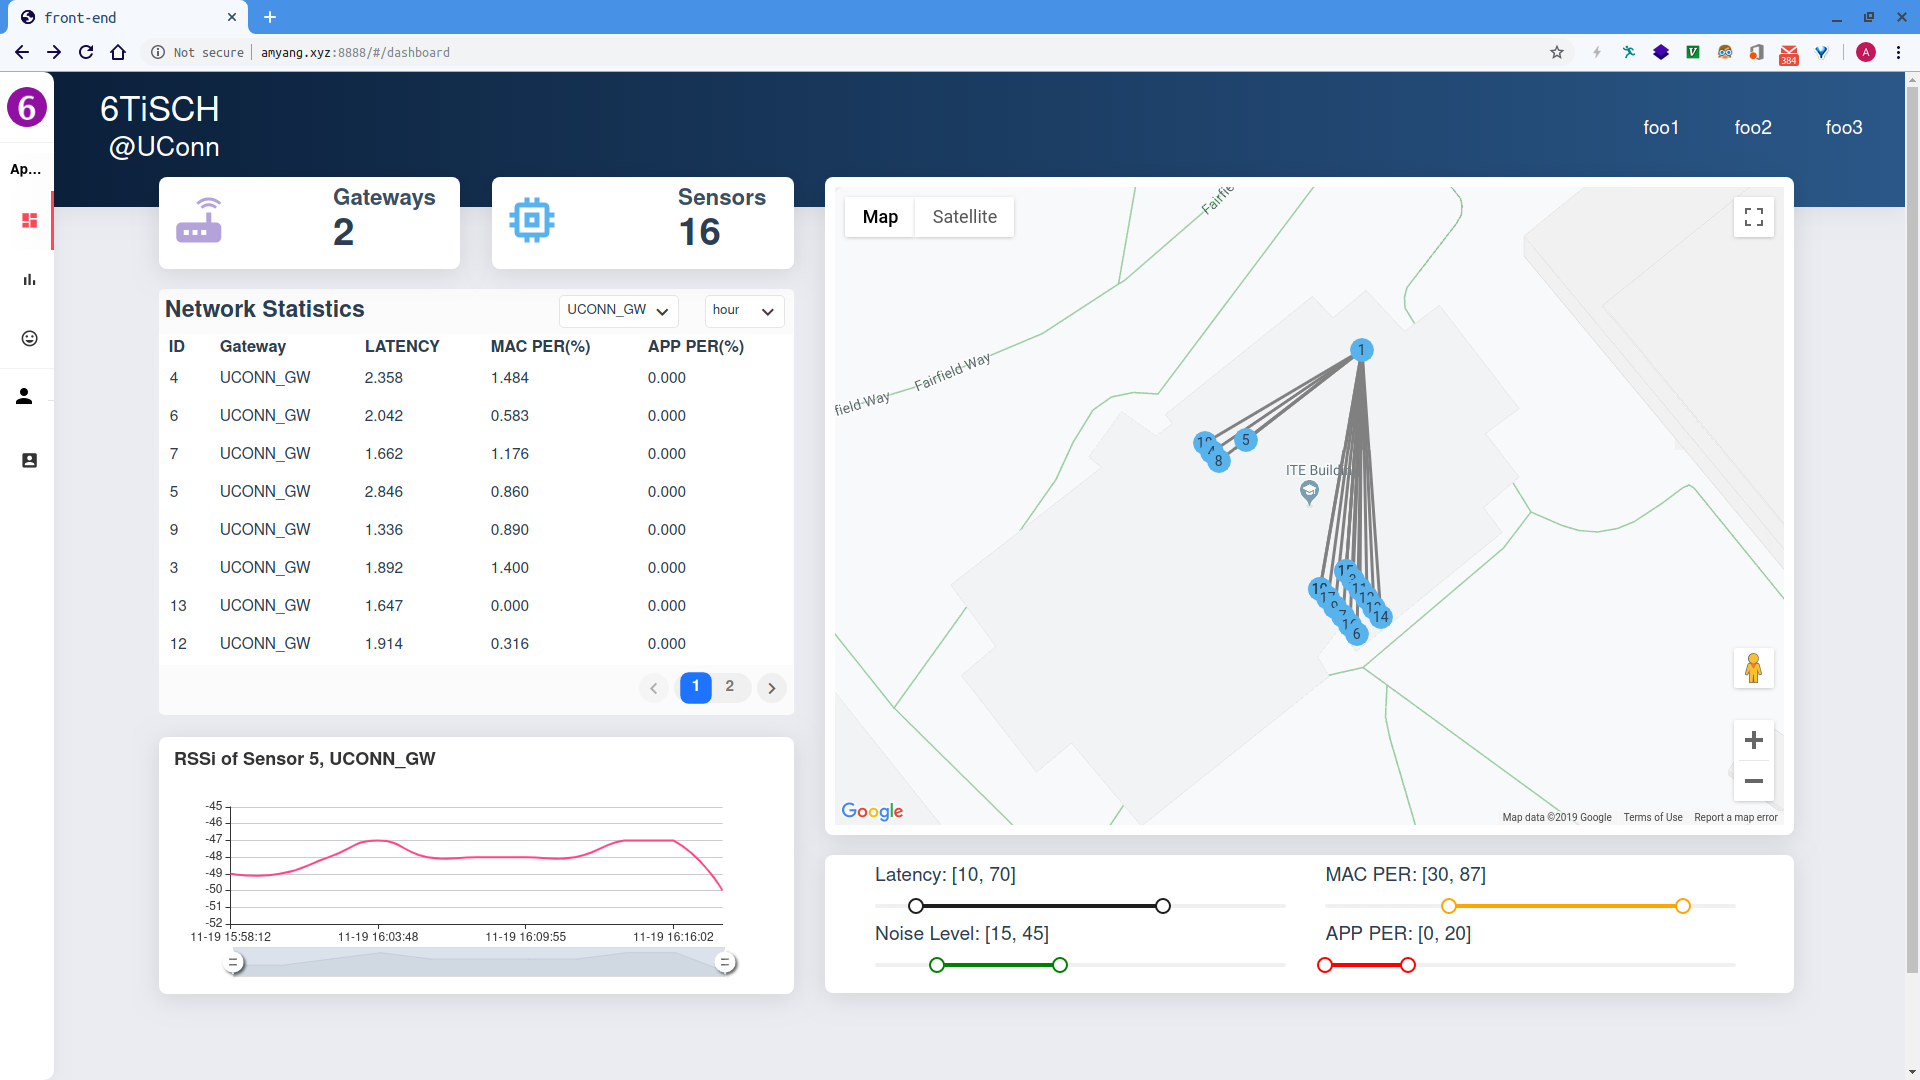 front-end
Not secure
amyang.xyz:8888/#/dashboard
384
A
6
Ap...
6TiSCH
@UConn
foo1
foo2
foo3
Gateways
2
Sensors
16
Network Statistics
UCONN_GW
hour
ID Gateway LATENCY MAC PER(%) APP PER(%)
4 UCONN_GW 2.358 1.484 0.000
6 UCONN_GW 2.042 0.583 0.000
7 UCONN_GW 1.662 1.176 0.000
5 UCONN_GW 2.846 0.860 0.000
9 UCONN_GW 1.336 0.890 0.000
3 UCONN_GW 1.892 1.400 0.000
13 UCONN_GW 1.647 0.000 0.000
12 UCONN_GW 1.914 0.316 0.000
1
2
RSSi of Sensor 5, UCONN_GW
-45
-46
-47
-48
-49
-50
-51
-52
11-19 15:58:12
11-19 16:03:48
11-19 16:09:55
11-19 16:16:02
Map
Satellite
Fairfield Way
field Way
1
5
8
14
6
Google
Map data ©2019 Google
Terms of Use
Report a map error
Latency: [10, 70]
MAC PER: [30, 87]
Noise Level: [15, 45]
APP PER: [0, 20]